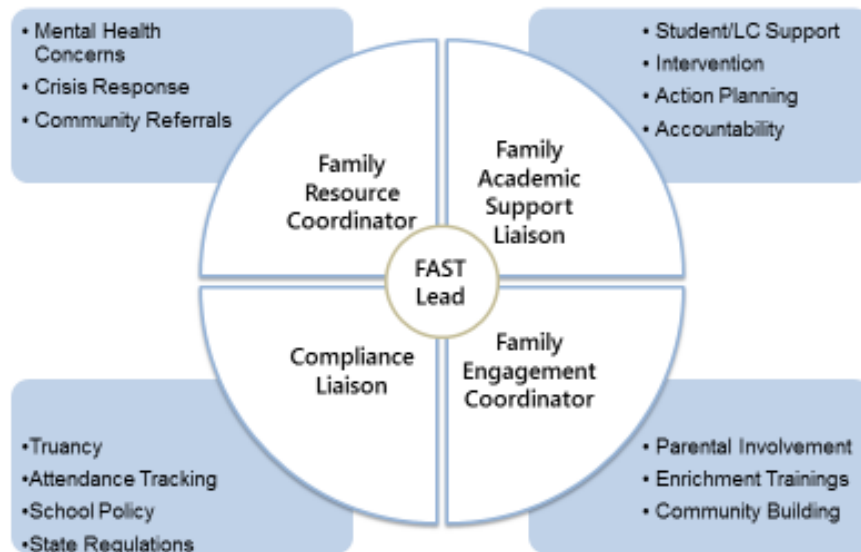 • Mental Health
Concerns
• Crisis Response
• Community Referrals
• Student/LC Support
• Intervention
• Action Planning
• Accountability
Family
Resource
Coordinator
Family
Academic
Support
Liaison
FAST
Lead
Compliance
Liaison
Family
Engagement
Coordinator
•Truancy
•Attendance Tracking
•School Policy
•State Regulations
• Parental Involvement
• Enrichment Trainings
• Community Building